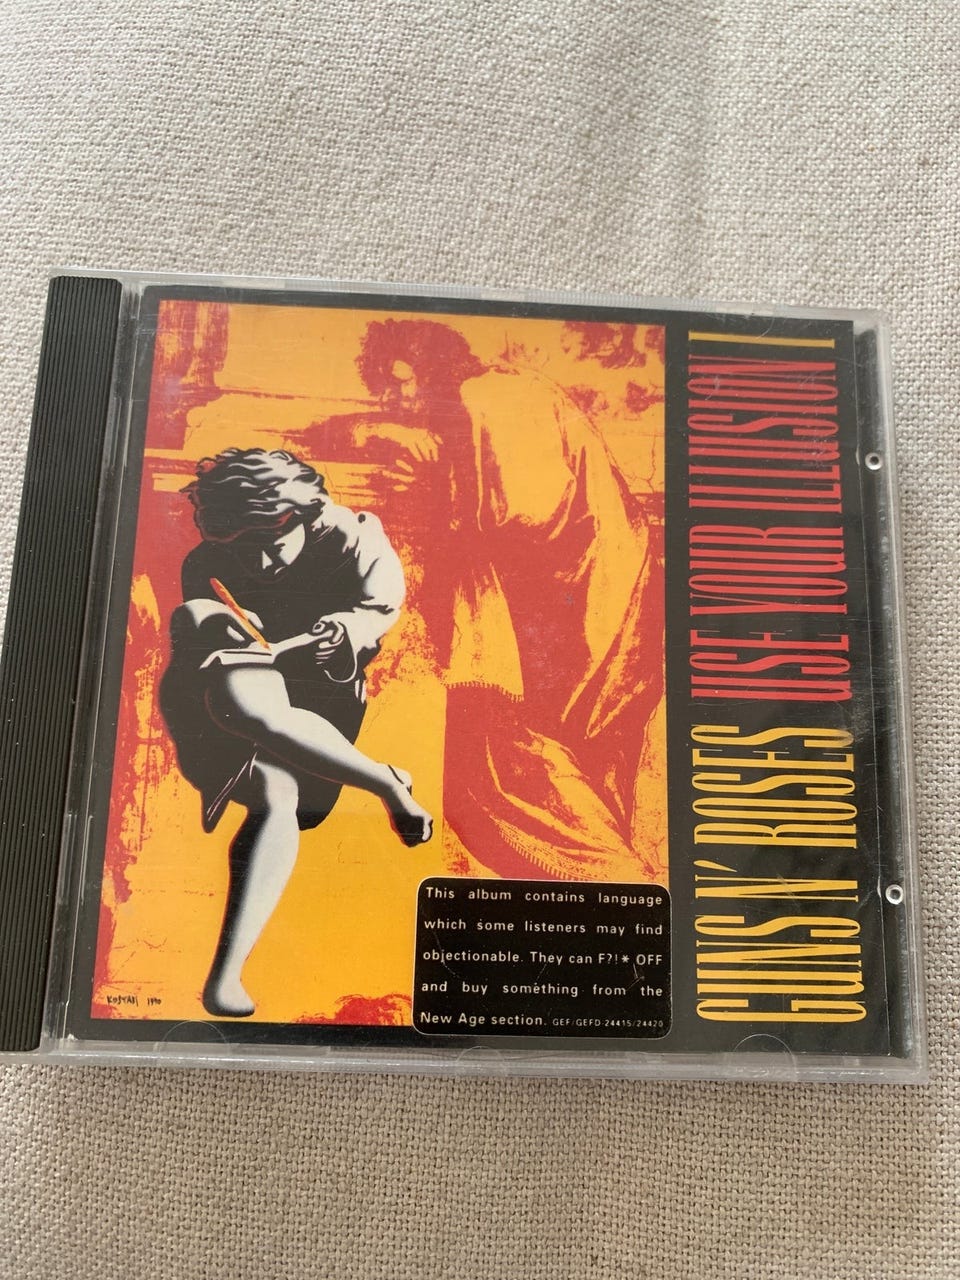 GUNS N' ROSES USE YOUR ILLUSION I
KOSTABI 1990
This album contains language
which some listeners may find
objectionable. They can F?!* OFF
and buy something from the
New Age section. GEF/GEFD-24415/24420